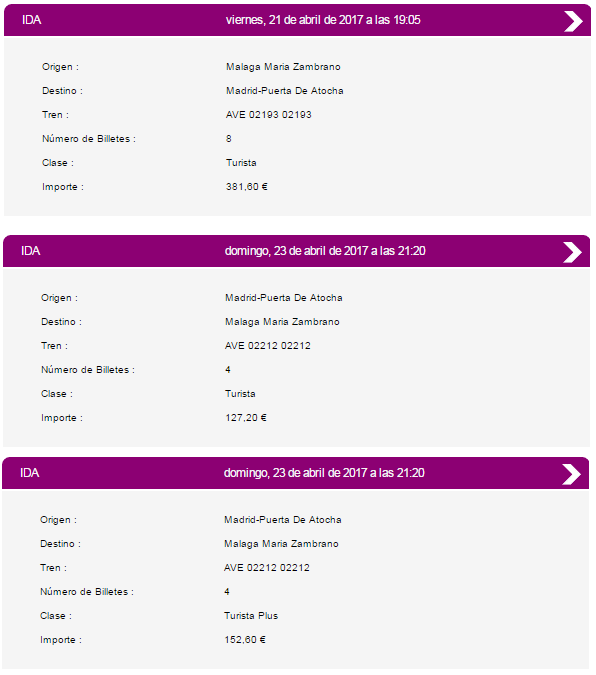 IDA viernes, 21 de abril de 2017 a las 19:05
Origen : Malaga Maria Zambrano
Destino : Madrid-Puerta De Atocha
Tren : AVE 02193 02193
Número de Billetes : 8
Clase : Turista
Importe : 381,60 €
IDA domingo, 23 de abril de 2017 a las 21:20
Origen : Madrid-Puerta De Atocha
Destino : Malaga Maria Zambrano
Tren : AVE 02212 02212
Número de Billetes : 4
Clase : Turista
Importe : 127,20 €
IDA domingo, 23 de abril de 2017 a las 21:20
Origen : Madrid-Puerta De Atocha
Destino : Malaga Maria Zambrano
Tren : AVE 02212 02212
Número de Billetes : 4
Clase : Turista Plus
Importe : 152,60 €